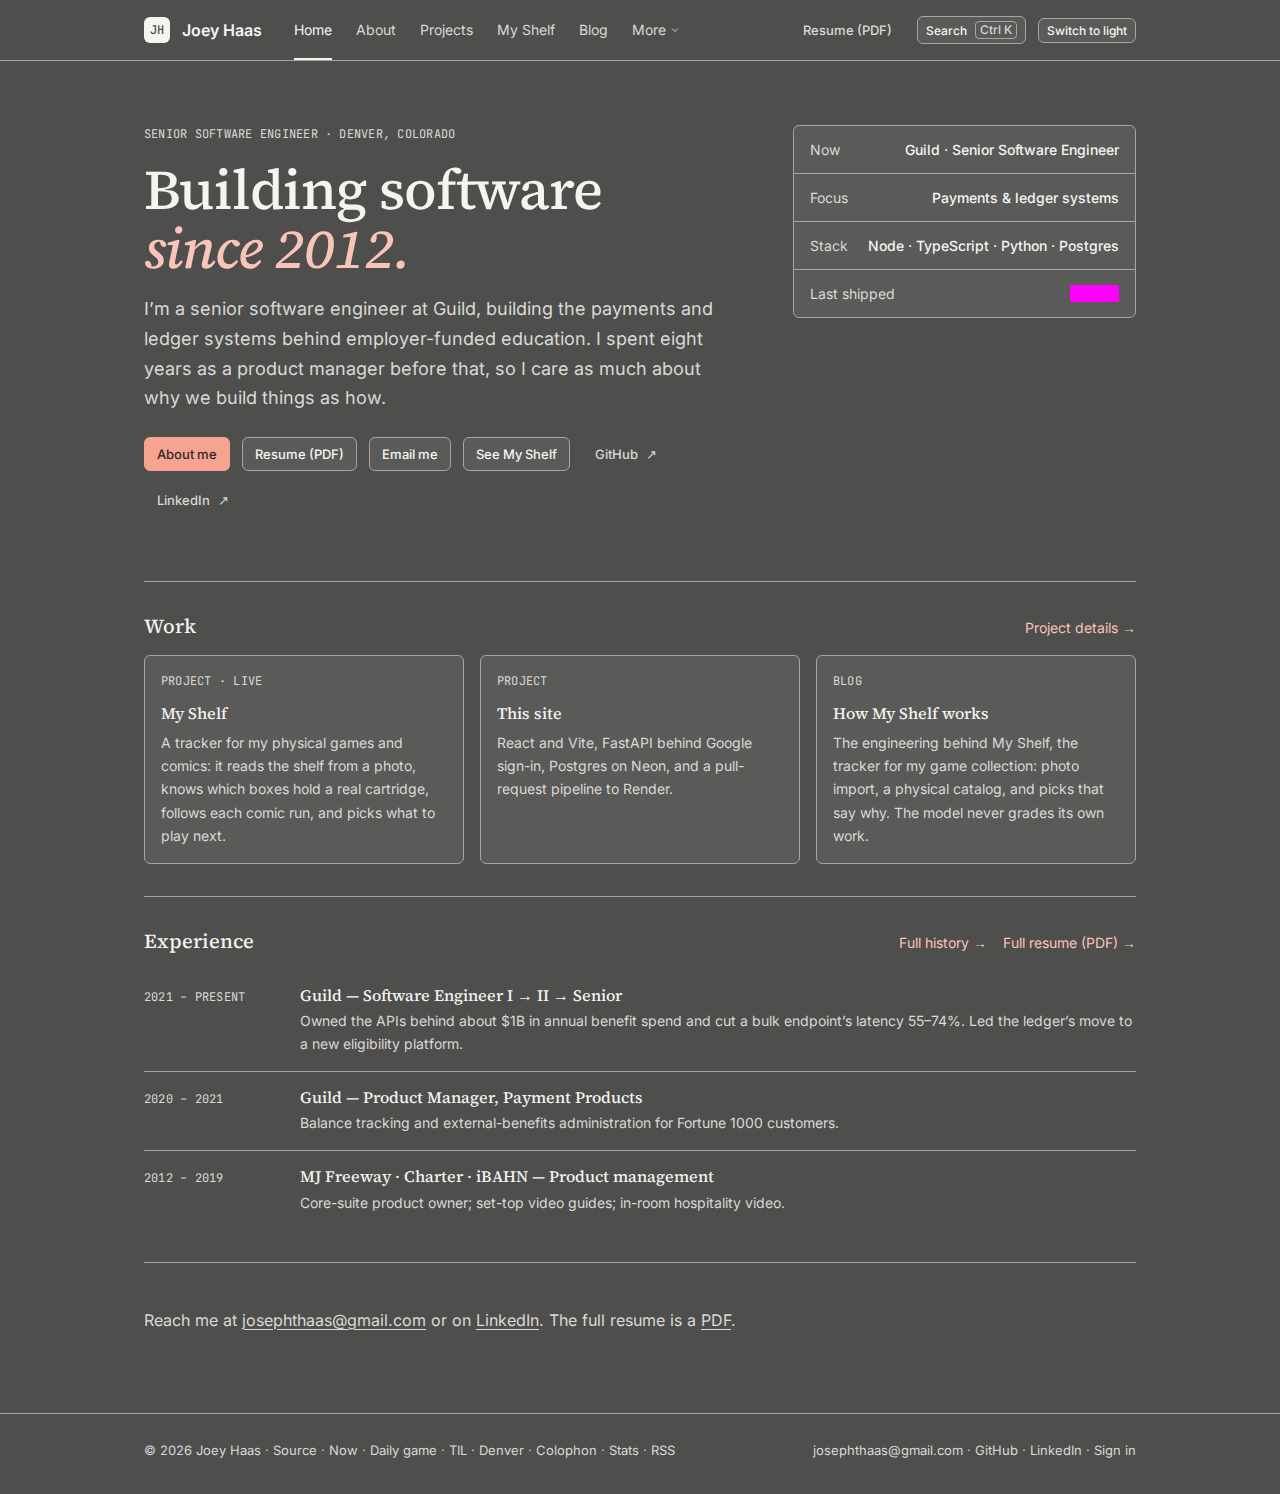 JH Joey Haas Home About Projects My Shelf Blog More Resume (PDF) Search Ctrl K Switch to light
SENIOR SOFTWARE ENGINEER · DENVER, COLORADO
Building software
since 2012.
I’m a senior software engineer at Guild, building the payments and
ledger systems behind employer-funded education. I spent eight
years as a product manager before that, so I care as much about
why we build things as how.
About me Resume (PDF) Email me See My Shelf GitHub ↗
LinkedIn ↗
Now Guild · Senior Software Engineer
Focus Payments & ledger systems
Stack Node · TypeScript · Python · Postgres
Last shipped
Work Project details →
PROJECT · LIVE
My Shelf
A tracker for my physical games and
comics: it reads the shelf from a photo,
knows which boxes hold a real cartridge,
follows each comic run, and picks what to
play next.
PROJECT
This site
React and Vite, FastAPI behind Google
sign-in, Postgres on Neon, and a pull-
request pipeline to Render.
BLOG
How My Shelf works
The engineering behind My Shelf, the
tracker for my game collection: photo
import, a physical catalog, and picks that
say why. The model never grades its own
work.
Experience Full history → Full resume (PDF) →
2021 – PRESENT Guild — Software Engineer I → II → Senior
Owned the APIs behind about $1B in annual benefit spend and cut a bulk endpoint’s latency 55–74%. Led the ledger’s move to
a new eligibility platform.
2020 – 2021 Guild — Product Manager, Payment Products
Balance tracking and external-benefits administration for Fortune 1000 customers.
2012 – 2019 MJ Freeway · Charter · iBAHN — Product management
Core-suite product owner; set-top video guides; in-room hospitality video.
Reach me at josephthaas@gmail.com or on LinkedIn. The full resume is a PDF.
© 2026 Joey Haas · Source · Now · Daily game · TIL · Denver · Colophon · Stats · RSS josephthaas@gmail.com · GitHub · LinkedIn · Sign in